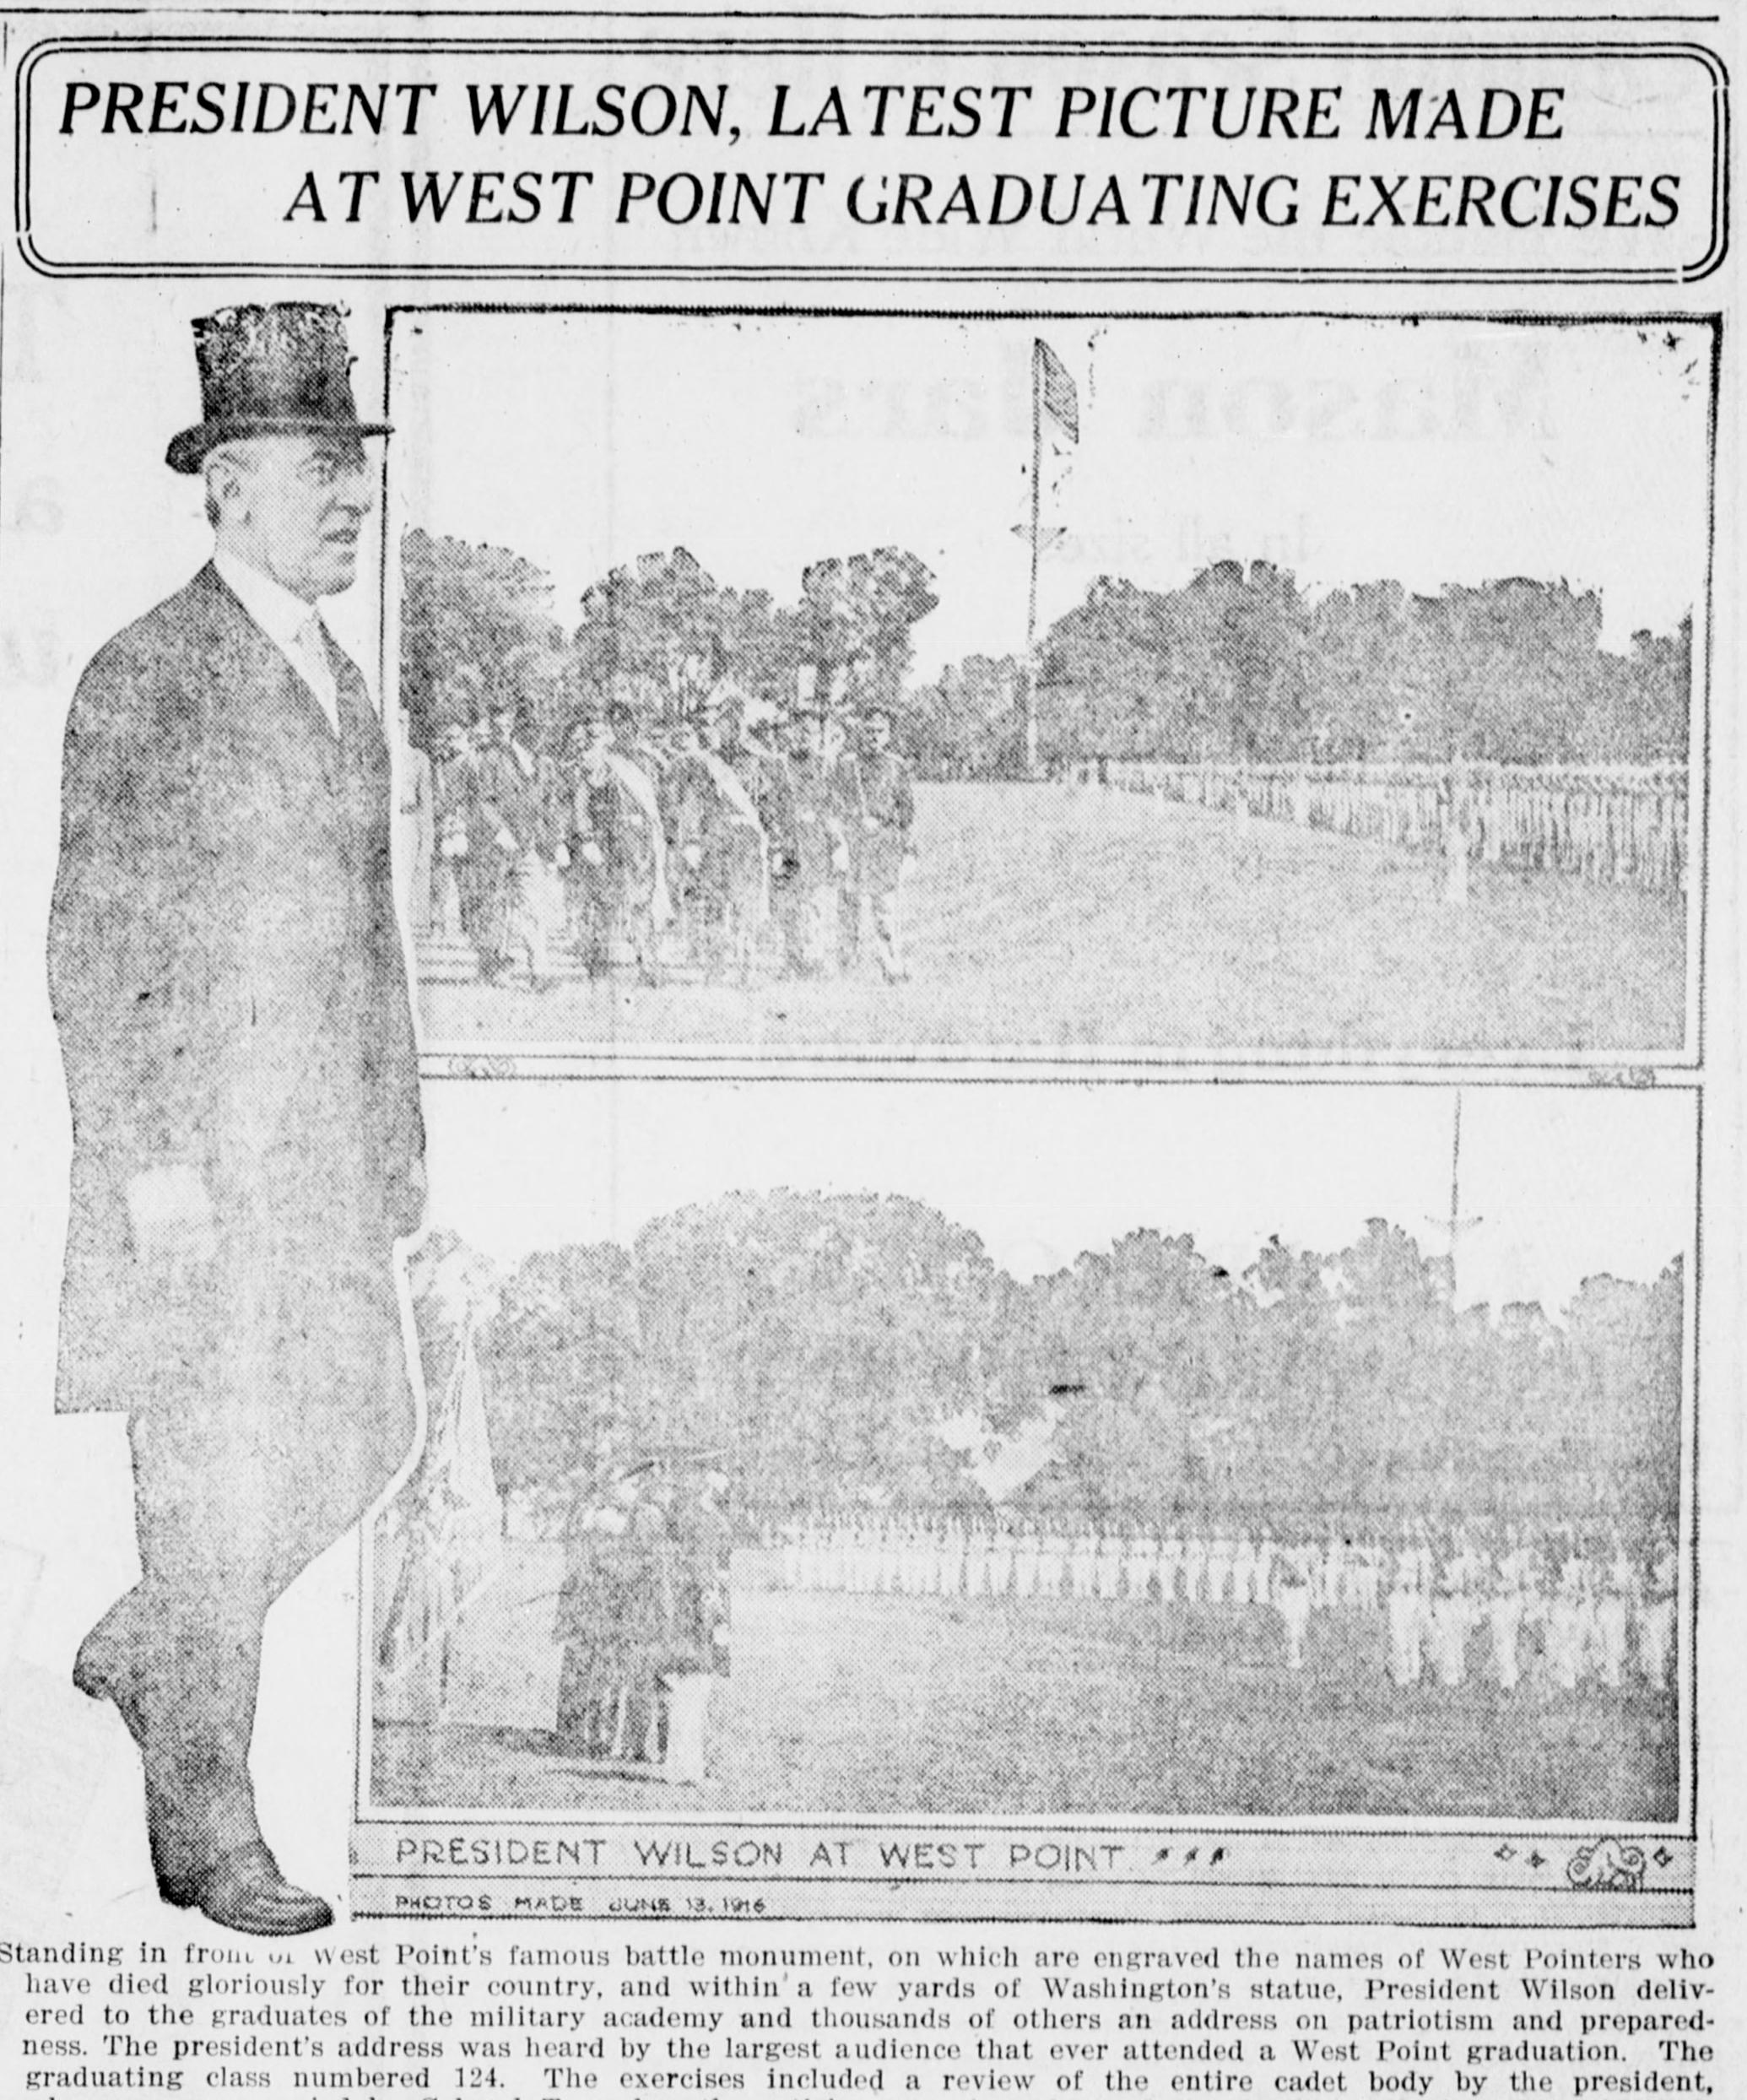 PRESIDENT WILSON, LATEST PICTURE MADE
AT WEST POINT GRADUATING EXERCISES
PRESIDENT WILSON AT WEST POINT
PHOTOS MADE JUNE 13, 1916
Standing in front of West Point's famous battle monument, on which are engraved the names of West Pointers who
have died gloriously for their country, and within a few yards of Washington's statue, President Wilson deliv-
ered to the graduates of the military academy and thousands of others an address on patriotism and prepared-
ness. The president's address was heard by the largest audience that ever attended a West Point graduation. The
graduating class numbered 124. The exercises included a review of the entire cadet body by the president,